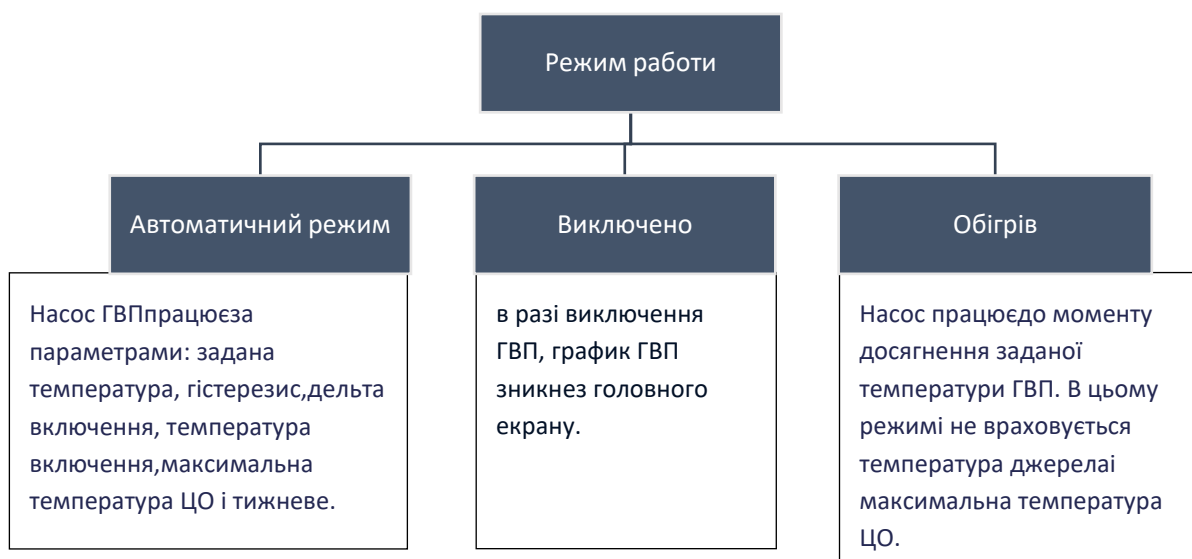 Режим работи
Автоматичний режим
Насос ГВПпрацюєза
параметрами: задана
температура, гістерезис,дельта
включення, температура
включення,максимальна
температура ЦО і тижневе.
Виключено
в разі виключення
ГВП, график ГВП
зникнез головного
екрану.
Обігрів
Насос працюєдо моменту
досягнення заданої
температури ГВП. В цьому
режимі не враховується
температура джерелаі
максимальна температура
ЦО.